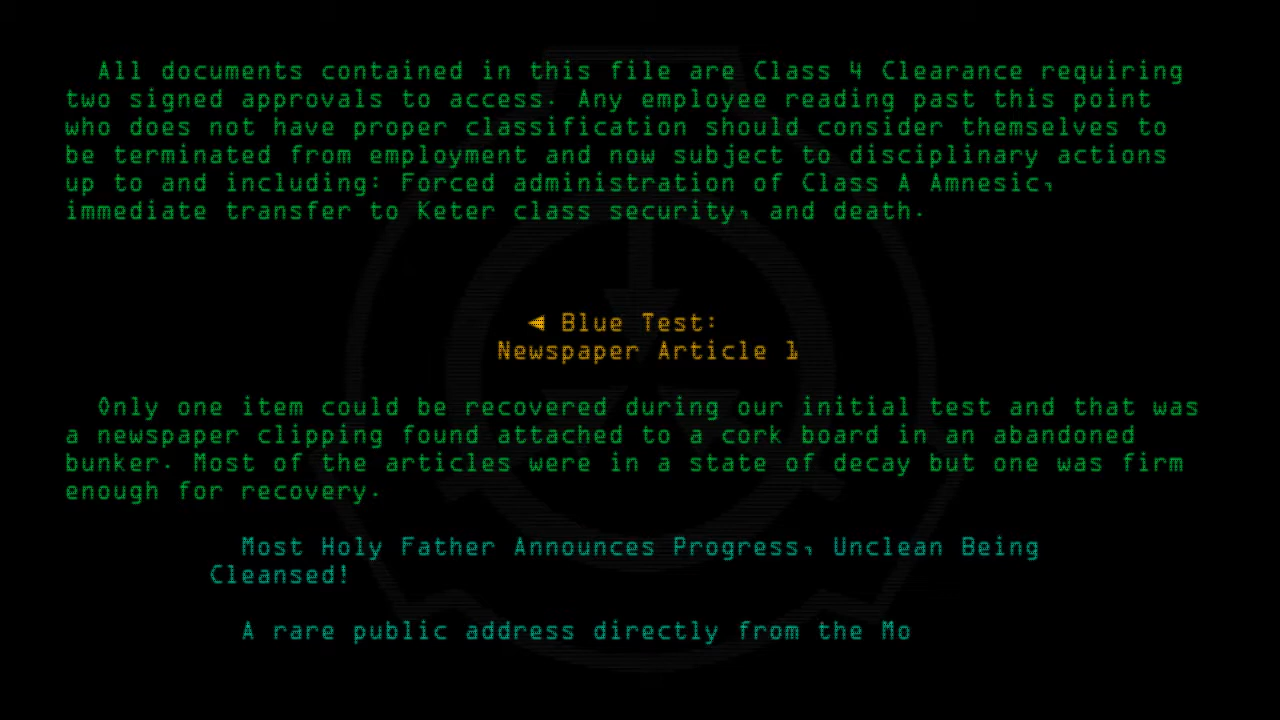 All documents contained in this file are Class 4 Clearance requiring
two signed approvals to access. Any employee reading past this point
who does not have proper classification should consider themselves to
be terminated from employment and now subject to disciplinary actions
up to and including: Forced administration of Class A Amnesic,
immediate transfer to Keter class security, and death.
◄ Blue Test:
Newspaper Article 1
Only one item could be recovered during our initial test and that was
a newspaper clipping found attached to a cork board in an abandoned
bunker. Most of the articles were in a state of decay but one was firm
enough for recovery.
Most Holy Father Announces Progress, Unclean Being
Cleansed!
A rare public address directly from the Mo